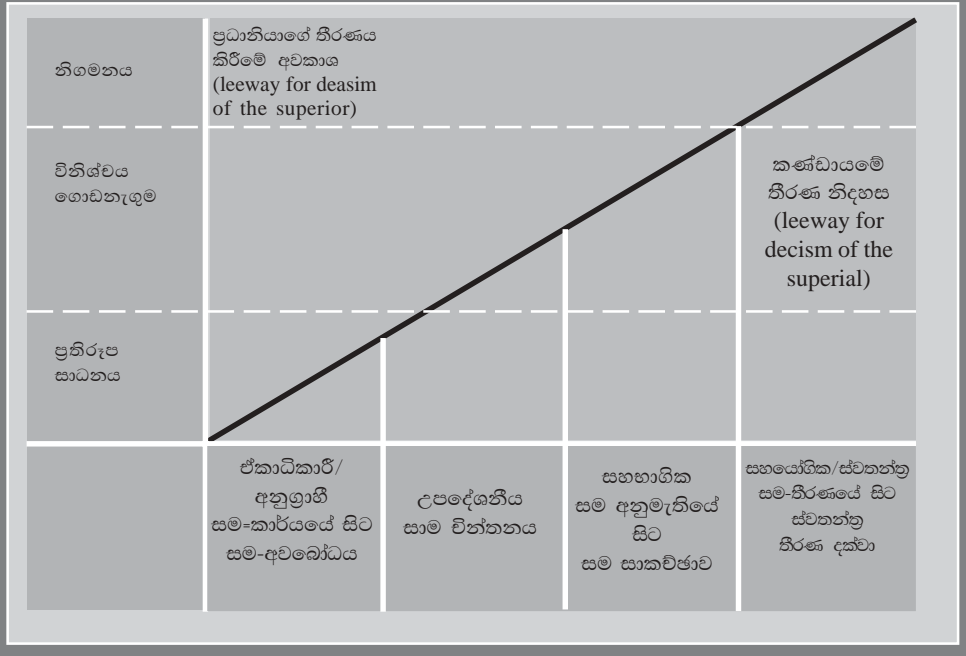 නිගමනය
ප්‍රධානියාගේ තීරණය
කිරීමේ අවකාශ
(leeway for deasim
of the superior)
විනිශ්චය
ගොඩනැගුම
කණ්ඩායමේ
තීරණ නිදහස
(leeway for
decism of the
superial)
ප්‍රතිරූප
සාධනය
ඒකාධිකාරී/
අනුග්‍රාහී
සම=කාර්යයේ සිට
සම-අවබෝධය
උපදේශනීය
සාම චින්තනය
සහභාගික
සම අනුමැතියේ
සිට
සම සාකච්ඡාව
සහයෝගික/ස්වතන්ත්‍ර
සම-තීරණයේ සිට
ස්වතන්ත්‍ර
තීරණ දක්වා